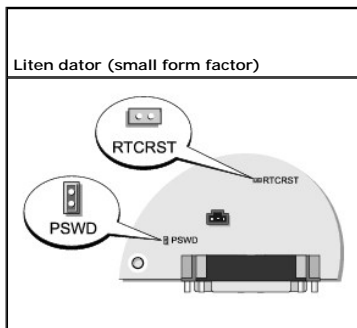 Liten dator (small form factor)
RTCRST
RTCRST
PSWD
PSWD